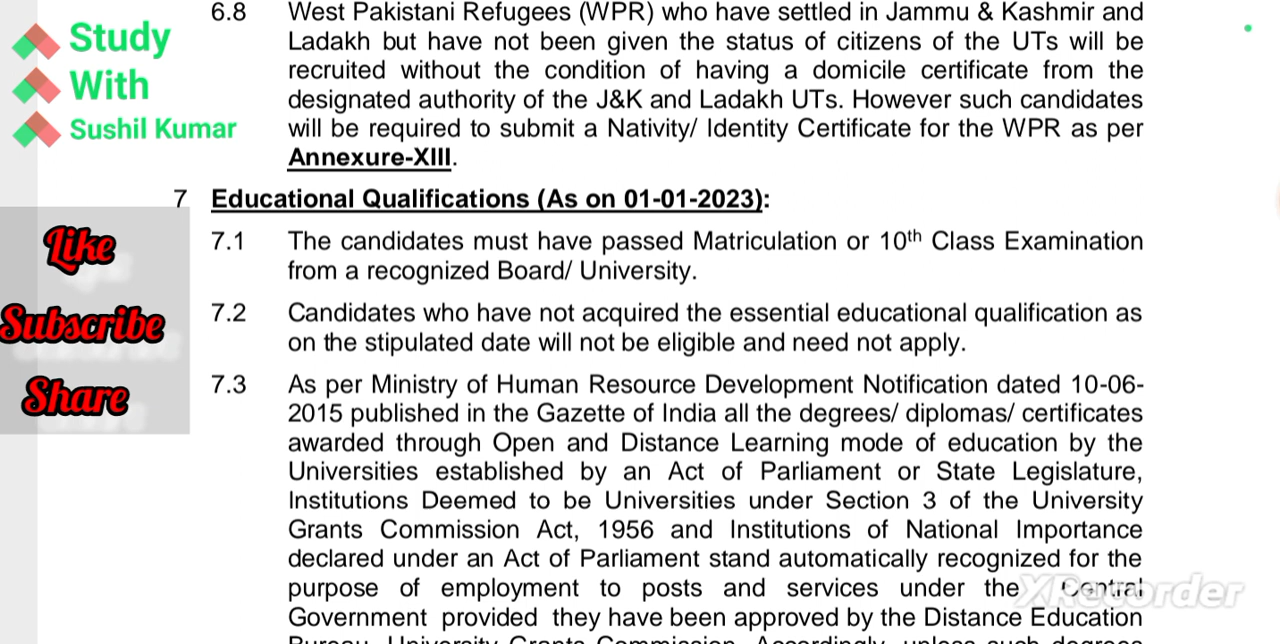 Study
With
Sushil Kumar
Like
Subscribe
Share
6.8 West Pakistani Refugees (WPR) who have settled in Jammu & Kashmir and
Ladakh but have not been given the status of citizens of the UTs will be
recruited without the condition of having a domicile certificate from the
designated authority of the J&K and Ladakh UTs. However such candidates
will be required to submit a Nativity/ Identity Certificate for the WPR as per
Annexure-XIII.
7 Educational Qualifications (As on 01-01-2023):
7.1 The candidates must have passed Matriculation or 10th Class Examination
from a recognized Board/ University.
7.2 Candidates who have not acquired the essential educational qualification as
on the stipulated date will not be eligible and need not apply.
7.3 As per Ministry of Human Resource Development Notification dated 10-06-
2015 published in the Gazette of India all the degrees/ diplomas/ certificates
awarded through Open and Distance Learning mode of education by the
Universities established by an Act of Parliament or State Legislature,
Institutions Deemed to be Universities under Section 3 of the University
Grants Commission Act, 1956 and Institutions of National Importance
declared under an Act of Parliament stand automatically recognized for the
purpose of employment to posts and services under the Central
Government provided they have been approved by the Distance Education
XRecorder